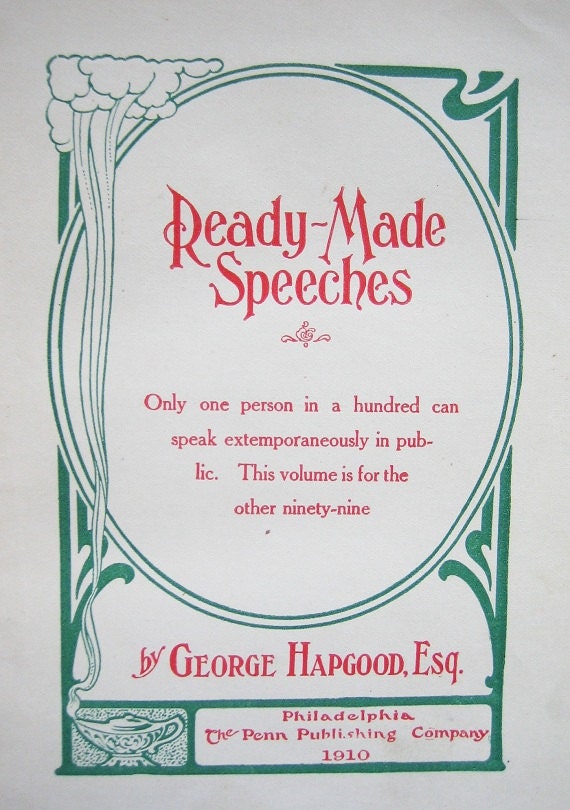 Ready-Made
Speeches
Only one person in a hundred can
speak extemporaneously in pub-
lic. This volume is for the
other ninety-nine
by George Hapgood, Esq.
Philadelphia
The Penn Publishing Company
1910